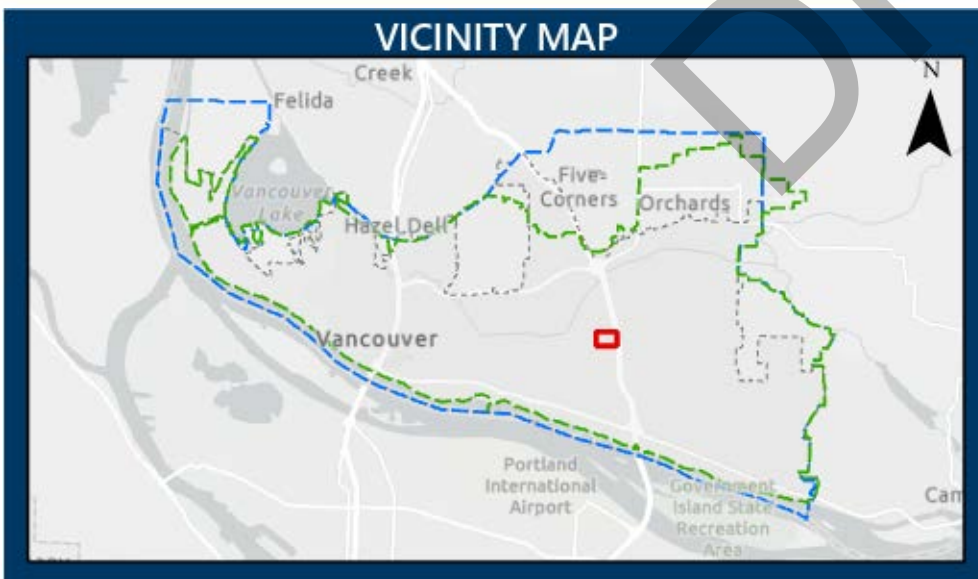 VICINITY MAP
Creek
N
Felida
Vancouver
Lake
Five
Corners
Orchards
Hazel Dell
Vancouver
Portland
International
Airport
Government
Island State
Recreation
Area
Cam